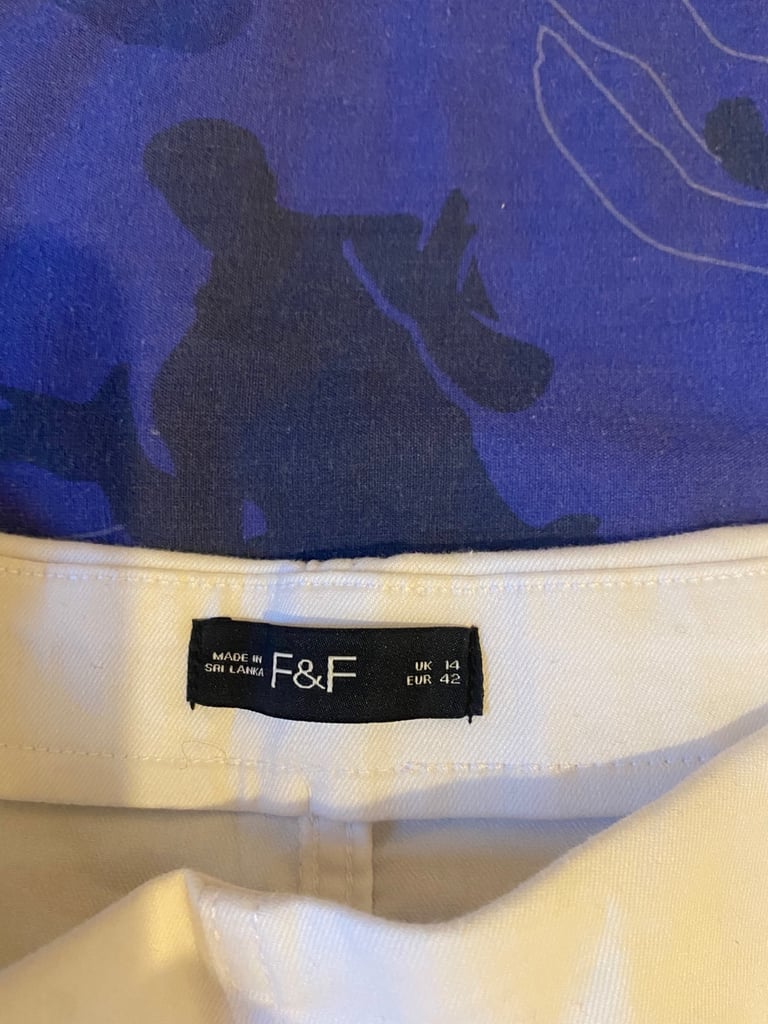 MADE IN
SRI LANKA
F&F
UK 14
EUR 42